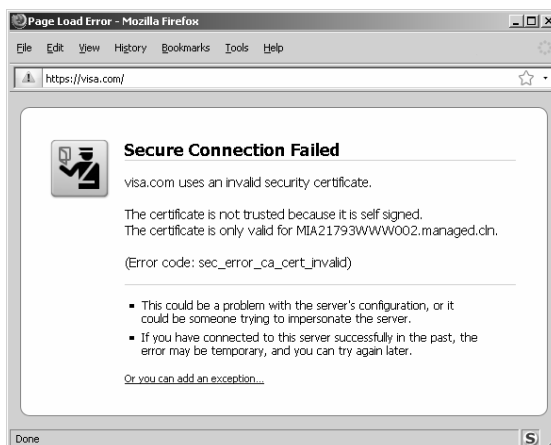 Page Load Error - Mozilla Firefox
File Edit View History Bookmarks Tools Help
https://visa.com/
Secure Connection Failed
visa.com uses an invalid security certificate.
The certificate is not trusted because it is self signed.
The certificate is only valid for MIA21793WWW002.managed.cln.
(Error code: sec_error_ca_cert_invalid)
This could be a problem with the server's configuration, or it
could be someone trying to impersonate the server.
If you have connected to this server successfully in the past, the
error may be temporary, and you can try again later.
Or you can add an exception...
Done S